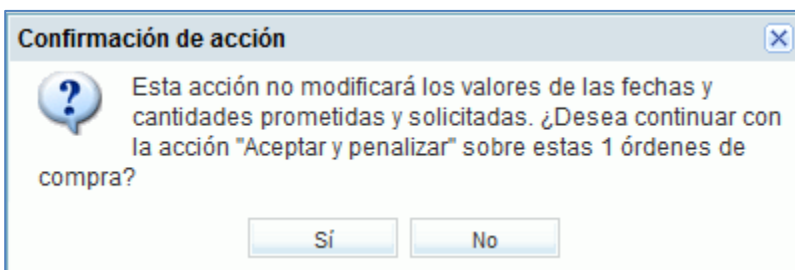 Confirmación de acción
Esta acción no modificará los valores de las fechas y
cantidades prometidas y solicitadas. ¿Desea continuar con
la acción "Aceptar y penalizar" sobre estas 1 órdenes de
compra?
Sí
No